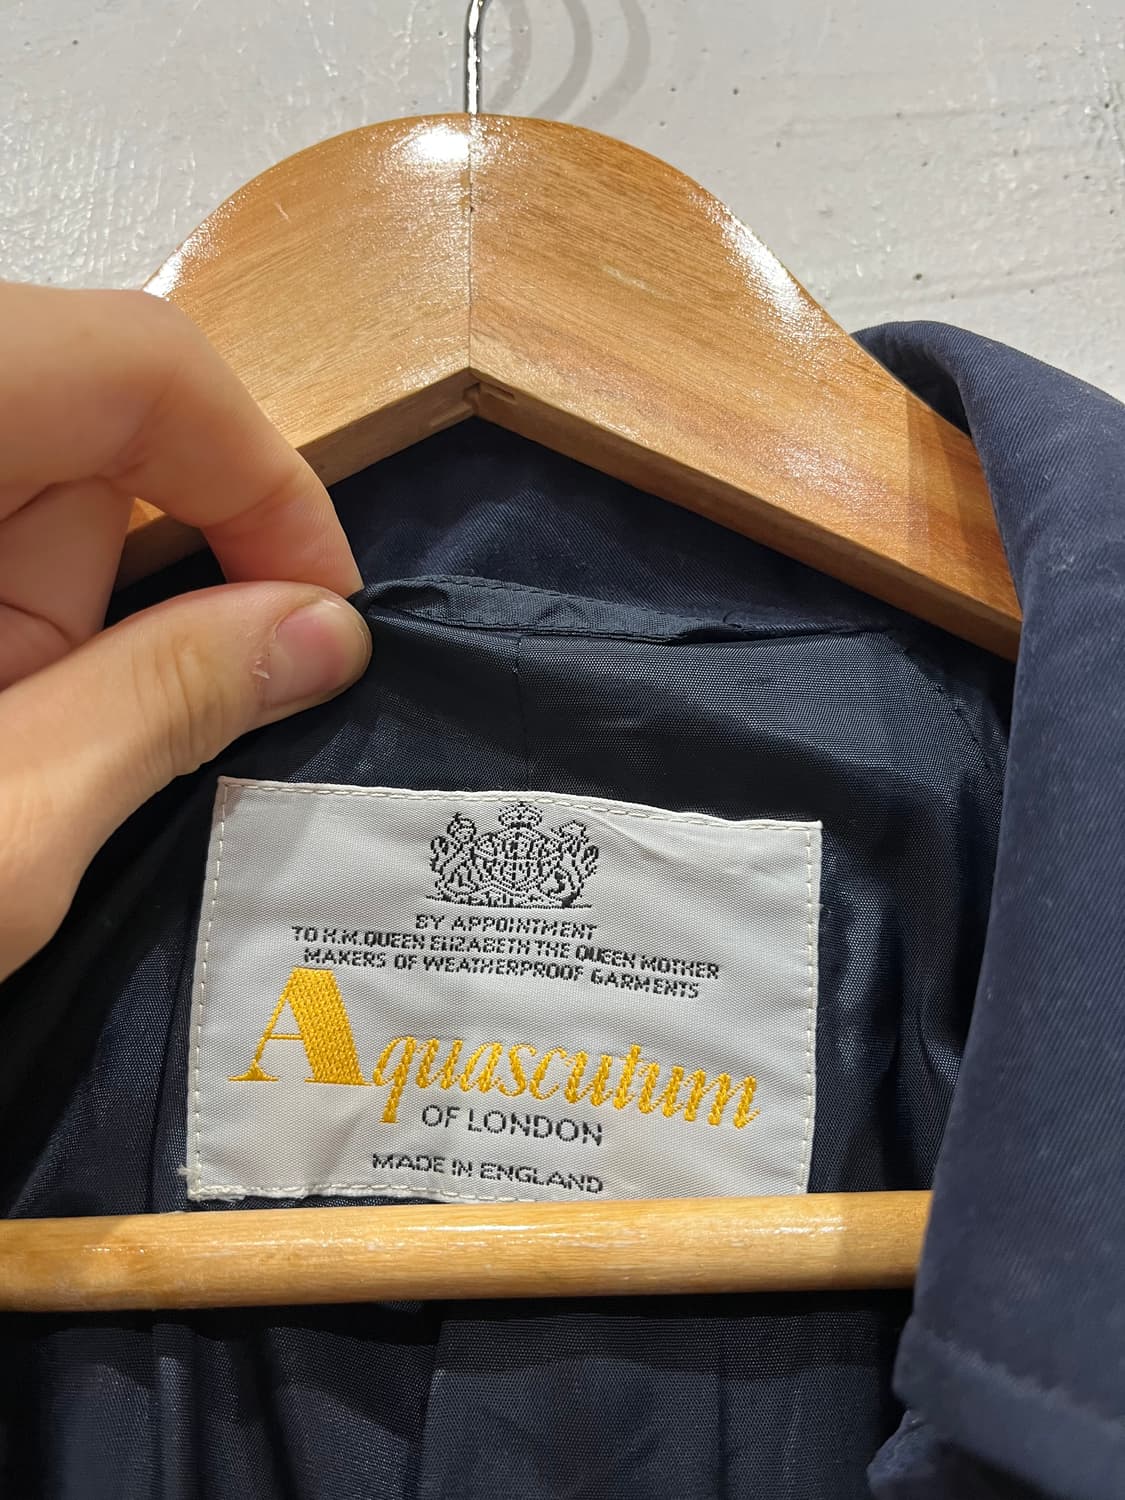 BY APPOINTMENT
TO H.M. QUEEN ELIZABETH THE QUEEN MOTHER
MAKERS OF WEATHERPROOF GARMENTS
Aquascutum
OF LONDON
MADE IN ENGLAND